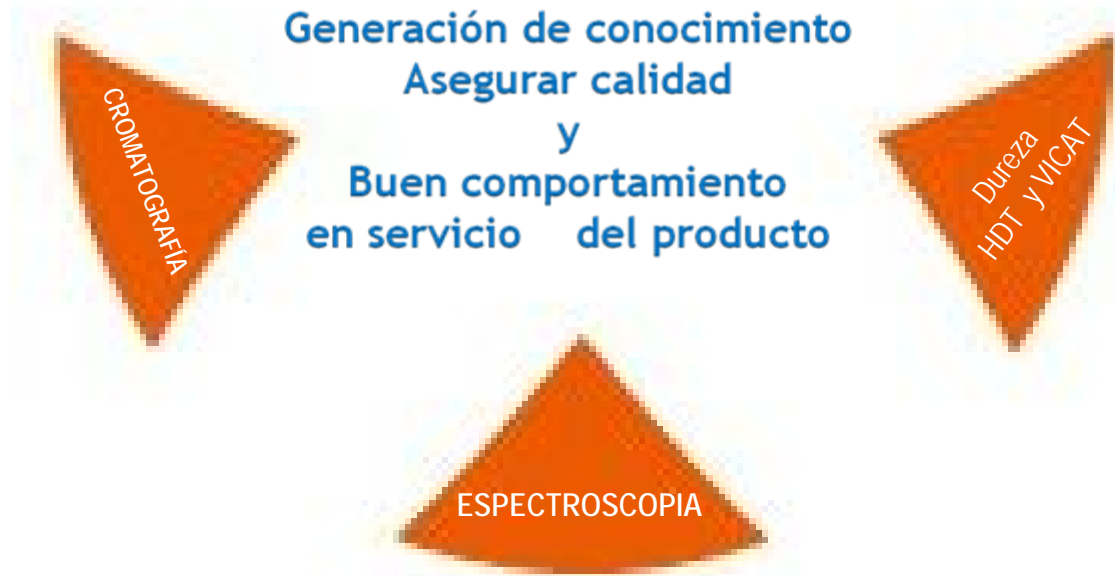 Generación de conocimiento
Asegurar calidad
y
Buen comportamiento
en servicio del producto
CROMATOGRAFÍA
Dureza
HDT y VICAT
ESPECTROSCOPIA